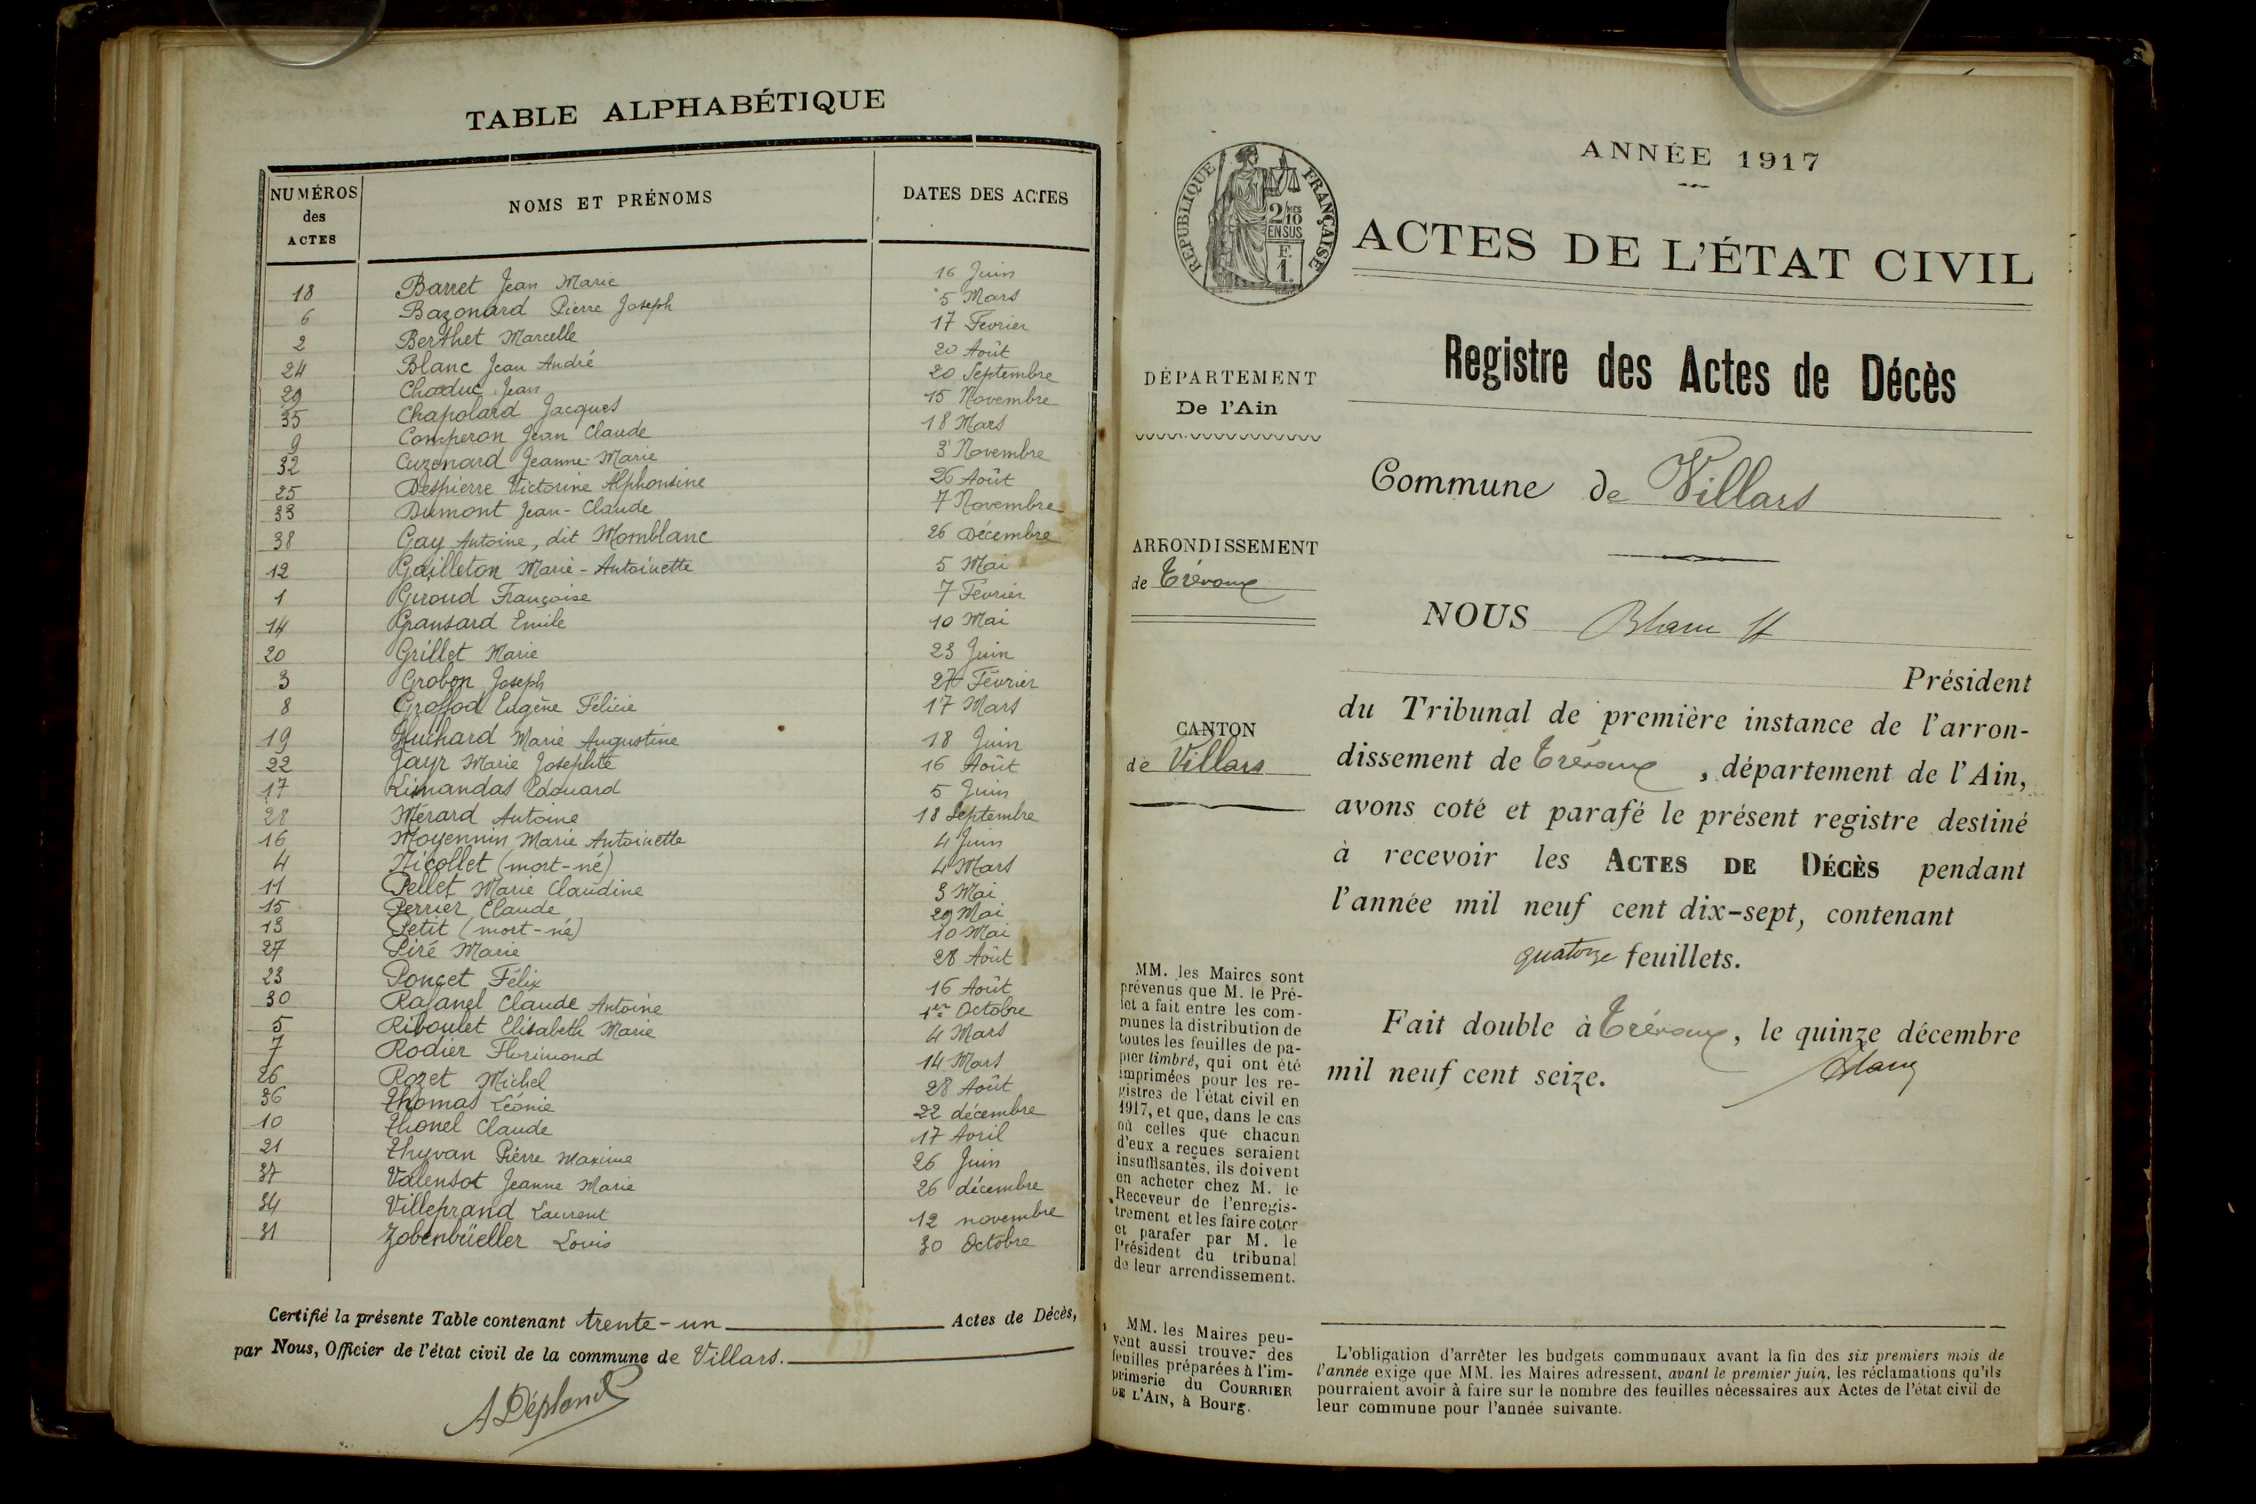 TABLE ALPHABÉTIQUE
NUMÉROS des ACTES NOMS ET PRÉNOMS DATES DES ACTES
18 Barret Jean Marie 16 Juin
6 Bazonard Pierre Joseph 5 Mars
2 Berthet Marcelle 17 Fevrier
24 Blanc Jean André 20 Août
29 Chaduc Jean 20 Septembre
35 Chapolard Jacques 15 Novembre
9 Comperon Jean Claude 18 Mars
32 Cuzenard Jeanne-Marie 3 Novembre
25 Despierre Victorine Alphonsine 26 Août
33 Dumont Jean-Claude 7 Novembre
38 Gay Antoine, dit Momblanc 26 Décembre
12 Gailleton Marie-Antoinette 5 Mai
1 Giroud Françoise 7 Fevrier
14 Gransard Emile 10 Mai
20 Grillet Marie 23 Juin
3 Grobon Joseph 27 Février
8 Groffod Eugène Félicie 17 Mars
19 Marie Augustine 18 Juin
22 Jayr Marie Josephte 16 Août
17 Limandas Edouard 5 Juin
28 Mérard Antoine 18 Septembre
16 Moyennin Marie Antoinette 4 Juin
4 Nicollet (mort-né) 4 Mars
11 Pellet Marie Claudine 3 Mai
15 Perrier Claude 29 Mai
13 Petit (mort-né) 10 Mai
27 Piré Marie 28 Août
23 Poncet Félix 16 Août
30 Rafanel Claude Antoine 1er Octobre
5 Riboulet Elisabeth Marie 4 Mars
7 Rodier Florimond 14 Mars
26 Rozet Michel 28 Août
36 Thomas Léonie 22 décembre
10 Thonel Claude 17 Avril
21 Thyvan Pierre Maxime 26 Juin
37 Valensot Jeanne Marie 26 décembre
34 Villeprand Laurent 12 novembre
31 Zobenbüeller Louis 30 Octobre
Certifié la présente Table contenant trente-un Actes de Décès,
par Nous, Officier de l'état civil de la commune de Villars.
ANNÉE 1917
RÉPUBLIQUE FRANÇAISE
2/10 MES
EN SUS
F.
1.
ACTES DE L'ÉTAT CIVIL
Registre des Actes de Décès
DÉPARTEMENT
De l'Ain
Commune de Villars
ARRONDISSEMENT
de Trévoux
NOUS Blanc H
Président
CANTON
de Villars
du Tribunal de première instance de l'arron-
dissement de Trévoux, département de l'Ain,
avons coté et parafé le présent registre destiné
à recevoir les ACTES DE DÉCÈS pendant
l'année mil neuf cent dix-sept, contenant
quatorze feuillets.
Fait double à Trévoux, le quinze décembre
mil neuf cent seize.
Blanc
MM. les Maires sont
prévenus que M. le Pré-
fet a fait entre les com-
munes la distribution de
toutes les feuilles de pa-
pier timbré, qui ont été
imprimées pour les re-
gistres de l'état civil en
1917, et que, dans le cas
où celles que chacun
d'eux a reçues seraient
insuffisantes, ils doivent
en acheter chez M. le
Receveur de l'enregis-
trement et les faire coter
et parafer par M. le
Président du tribunal
de leur arrondissement.
MM. les Maires peu-
vent aussi trouver des
feuilles préparées à l'im-
primerie du COURRIER
DE L'AIN, à Bourg.
L'obligation d'arrêter les budgets communaux avant la fin des six premiers mois de
l'année exige que MM. les Maires adressent, avant le premier juin, les réclamations qu'ils
pourraient avoir à faire sur le nombre des feuilles nécessaires aux Actes de l'état civil de
leur commune pour l'année suivante.